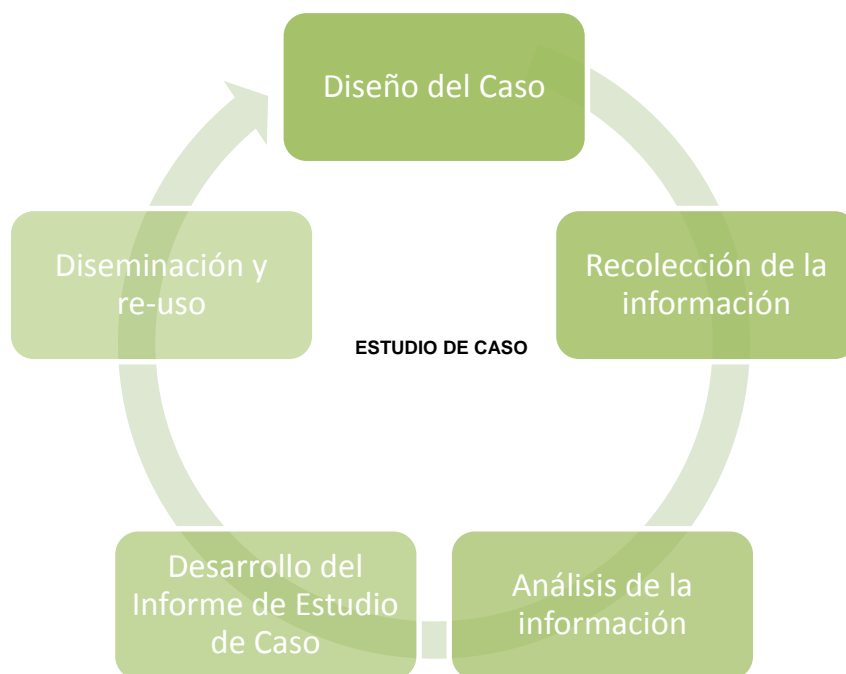 Diseño del Caso
Recolección de la
información
Análisis de la
información
Desarrollo del
Informe de Estudio
de Caso
Diseminación y
re-uso
ESTUDIO DE CASO